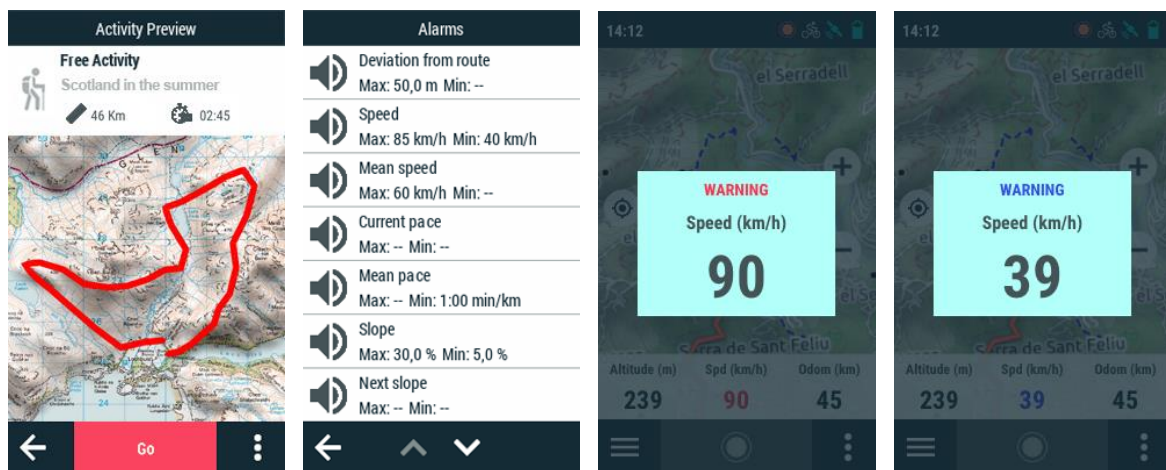 Activity Preview
Free Activity
Scotland in the summer
46 Km
02:45
G L E N
24
Go
Alarms
Deviation from route
Max: 50,0 m Min: --
Speed
Max: 85 km/h Min: 40 km/h
Mean speed
Max: 60 km/h Min: --
Current pace
Max: -- Min: --
Mean pace
Max: -- Min: 1:00 min/km
Slope
Max: 30,0 % Min: 5,0 %
Next slope
Max: -- Min: --
14:12
el Serradell
WARNING
Speed (km/h)
90
Serra de Sant Feliu
Altitude (m) Spd (km/h) Odom (km)
239 90 45
14:12
el Serradell
WARNING
Speed (km/h)
39
Serra de Sant Feliu
Altitude (m) Spd (km/h) Odom (km)
239 39 45